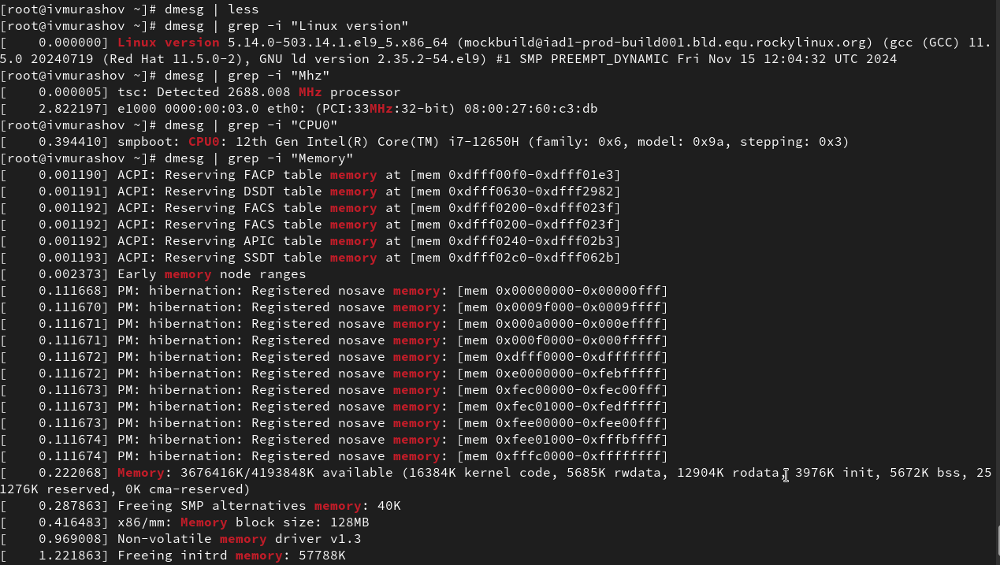 [root@ivmurashov ~]# dmesg | less
[root@ivmurashov ~]# dmesg | grep -i "Linux version"
[    0.000000] Linux version 5.14.0-503.14.1.el9_5.x86_64 (mockbuild@iad1-prod-build001.bld.equ.rockylinux.org) (gcc (GCC) 11.
5.0 20240719 (Red Hat 11.5.0-2), GNU ld version 2.35.2-54.el9) #1 SMP PREEMPT_DYNAMIC Fri Nov 15 12:04:32 UTC 2024
[root@ivmurashov ~]# dmesg | grep -i "Mhz"
[    0.000005] tsc: Detected 2688.008 MHz processor
[    2.822197] e1000 0000:00:03.0 eth0: (PCI:33MHz:32-bit) 08:00:27:60:c3:db
[root@ivmurashov ~]# dmesg | grep -i "CPU0"
[    0.394410] smpboot: CPU0: 12th Gen Intel(R) Core(TM) i7-12650H (family: 0x6, model: 0x9a, stepping: 0x3)
[root@ivmurashov ~]# dmesg | grep -i "Memory"
[    0.001190] ACPI: Reserving FACP table memory at [mem 0xdfff00f0-0xdfff01e3]
[    0.001191] ACPI: Reserving DSDT table memory at [mem 0xdfff0630-0xdfff2982]
[    0.001192] ACPI: Reserving FACS table memory at [mem 0xdfff0200-0xdfff023f]
[    0.001192] ACPI: Reserving FACS table memory at [mem 0xdfff0200-0xdfff023f]
[    0.001192] ACPI: Reserving APIC table memory at [mem 0xdfff0240-0xdfff02b3]
[    0.001193] ACPI: Reserving SSDT table memory at [mem 0xdfff02c0-0xdfff062b]
[    0.002373] Early memory node ranges
[    0.111668] PM: hibernation: Registered nosave memory: [mem 0x00000000-0x00000fff]
[    0.111670] PM: hibernation: Registered nosave memory: [mem 0x0009f000-0x0009ffff]
[    0.111671] PM: hibernation: Registered nosave memory: [mem 0x000a0000-0x000effff]
[    0.111671] PM: hibernation: Registered nosave memory: [mem 0x000f0000-0x000fffff]
[    0.111672] PM: hibernation: Registered nosave memory: [mem 0xdfff0000-0xdfffffff]
[    0.111672] PM: hibernation: Registered nosave memory: [mem 0xe0000000-0xfebfffff]
[    0.111673] PM: hibernation: Registered nosave memory: [mem 0xfec00000-0xfec00fff]
[    0.111673] PM: hibernation: Registered nosave memory: [mem 0xfec01000-0xfedfffff]
[    0.111673] PM: hibernation: Registered nosave memory: [mem 0xfee00000-0xfee00fff]
[    0.111674] PM: hibernation: Registered nosave memory: [mem 0xfee01000-0xfffbffff]
[    0.111674] PM: hibernation: Registered nosave memory: [mem 0xfffc0000-0xffffffff]
[    0.222068] Memory: 3676416K/4193848K available (16384K kernel code, 5685K rwdata, 12904K rodata, 3976K init, 5672K bss, 25
1276K reserved, 0K cma-reserved)
[    0.287863] Freeing SMP alternatives memory: 40K
[    0.416483] x86/mm: Memory block size: 128MB
[    0.969008] Non-volatile memory driver v1.3
[    1.221863] Freeing initrd memory: 57788K